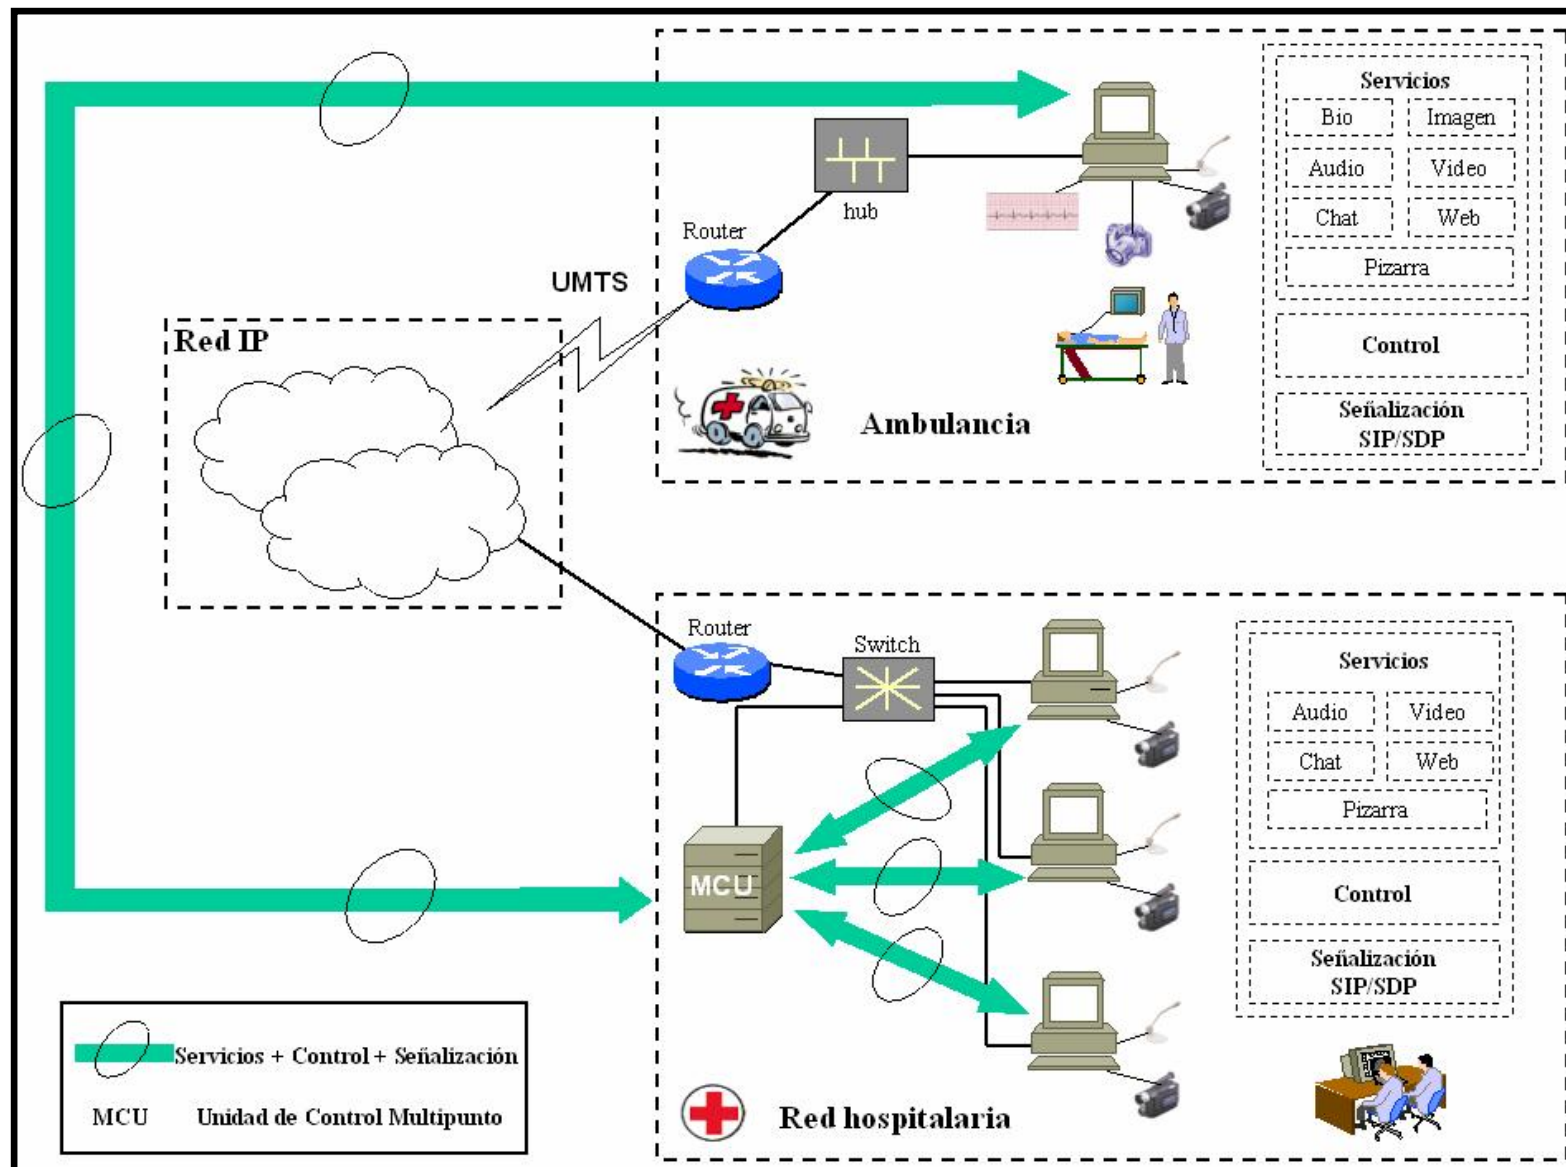 Servicios
Bio
Imagen
Audio
Video
Chat
Web
Pizarra
Control
Señalización
SIP/SDP
hub
Router
UMTS
Red IP
Ambulancia
Router
Switch
Servicios
Audio
Video
Chat
Web
Pizarra
Control
Señalización
SIP/SDP
MCU
Servicios + Control + Señalización
MCU Unidad de Control Multipunto
Red hospitalaria